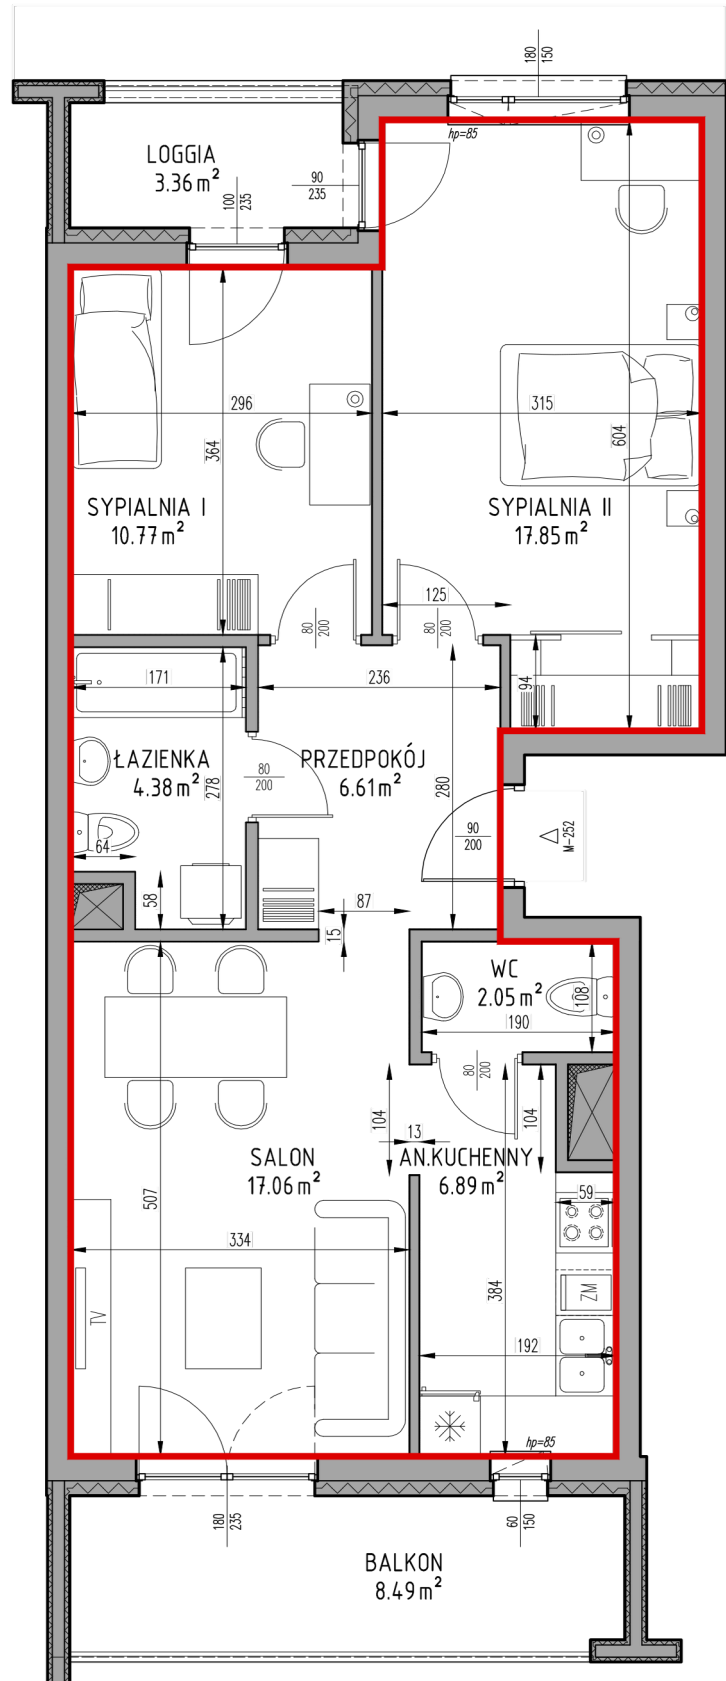 180
150
hp=85
LOGGIA
3.36 m²
90
235
100
235
296
364
315
604
SYPIALNIA I
10.77 m²
SYPIALNIA II
17.85 m²
125
80
200
80
200
171
236
94
ŁAZIENKA
4.38 m²
278
PRZEDPOKÓJ
6.61 m²
280
80
200
90
200
M-252
64
58
87
15
WC
2.05 m²
108
190
80
200
104
104
13
SALON
17.06 m²
AN.KUCHENNY
6.89 m²
507
59
334
384
ZM
TV
192
hp=85
180
235
60
150
BALKON
8.49 m²